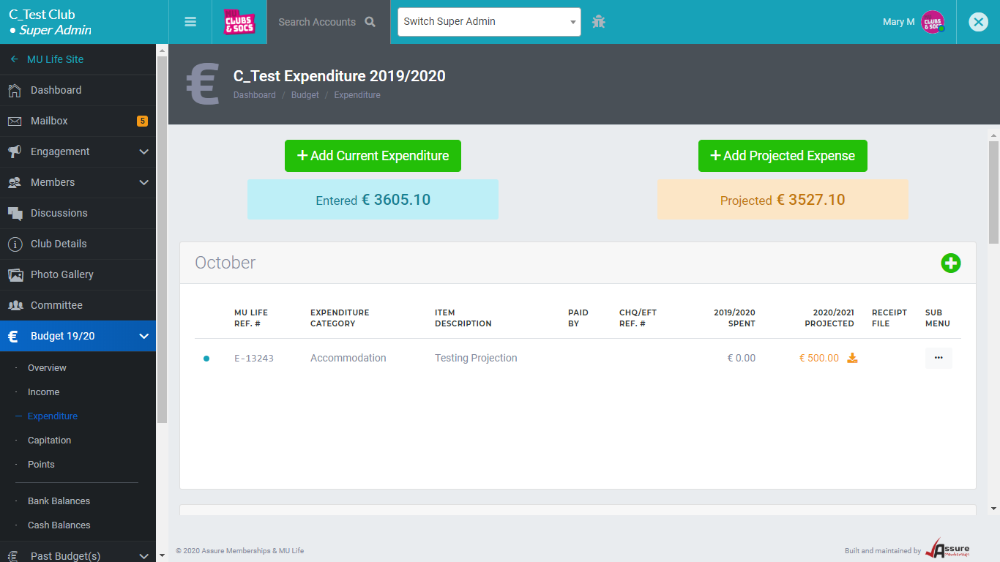 C_Test Club
• Super Admin
CLUBS
& SOCS
Search Accounts
Switch Super Admin
Mary M
CLUBS
MU Life Site
Dashboard
Mailbox 5
Engagement
Members
Discussions
Club Details
Photo Gallery
Committee
€ Budget 19/20
· Overview
· Income
– Expenditure
· Capitation
· Points
· Bank Balances
· Cash Balances
€ Past Budget(s)
€
C_Test Expenditure 2019/2020
Dashboard / Budget / Expenditure
+ Add Current Expenditure
Entered € 3605.10
+ Add Projected Expense
Projected € 3527.10
October
MU LIFE REF. #
EXPENDITURE CATEGORY
ITEM DESCRIPTION
PAID BY
CHQ/EFT REF. #
2019/2020 SPENT
2020/2021 PROJECTED
RECEIPT FILE
SUB MENU
E-13243 Accommodation Testing Projection € 0.00 € 500.00 •••
© 2020 Assure Memberships & MU Life
Built and maintained by
Assure
Memberships